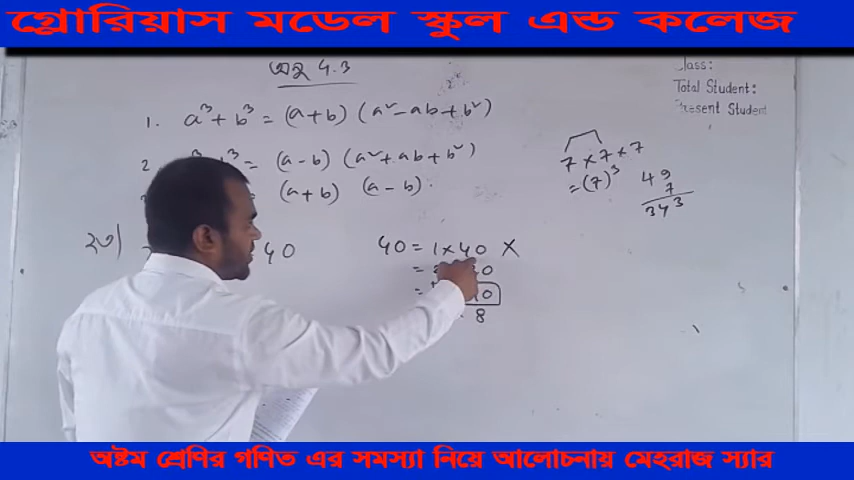 গ্লোরিয়াস মডেল স্কুল এন্ড কলেজ
অনু 4.3
Class:
Total Student:
Present Student
1. a³+b³ = (a+b) (a²-ab+b²)
2 = (a-b) (a²+ab+b²)
= (a+b) (a-b)
7×7×7
= (7)³
49
7
343
২৩)
40
40 = 1×40 X
=
=
8
অষ্টম শ্রেণির গণিত এর সমস্যা নিয়ে আলোচনায় মেহরাজ স্যার